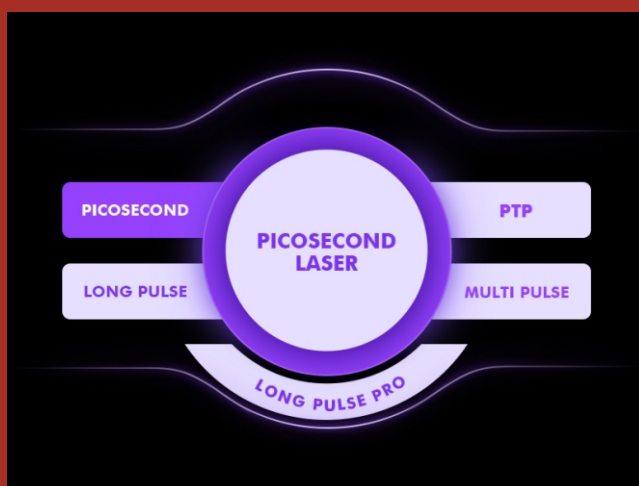 PICOSECOND
PTP
PICOSECOND
LASER
LONG PULSE
MULTI PULSE
LONG PULSE PRO